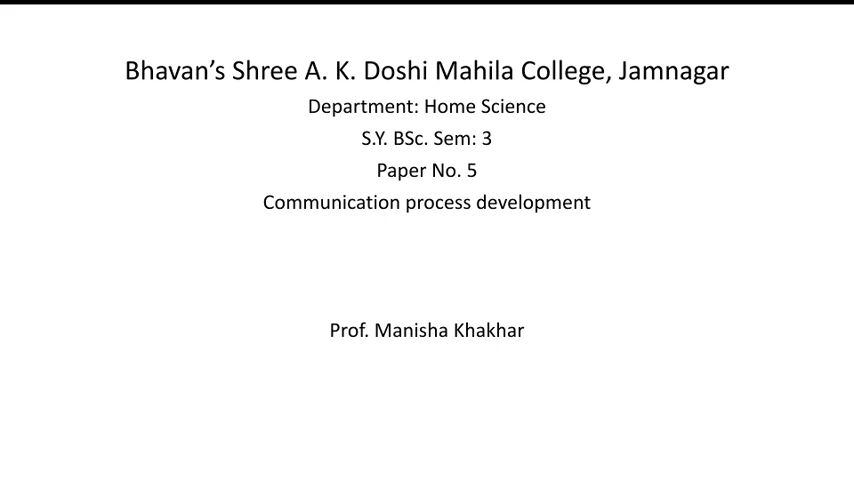 Bhavan’s Shree A. K. Doshi Mahila College, Jamnagar
Department: Home Science
S.Y. BSc. Sem: 3
Paper No. 5
Communication process development
Prof. Manisha Khakhar